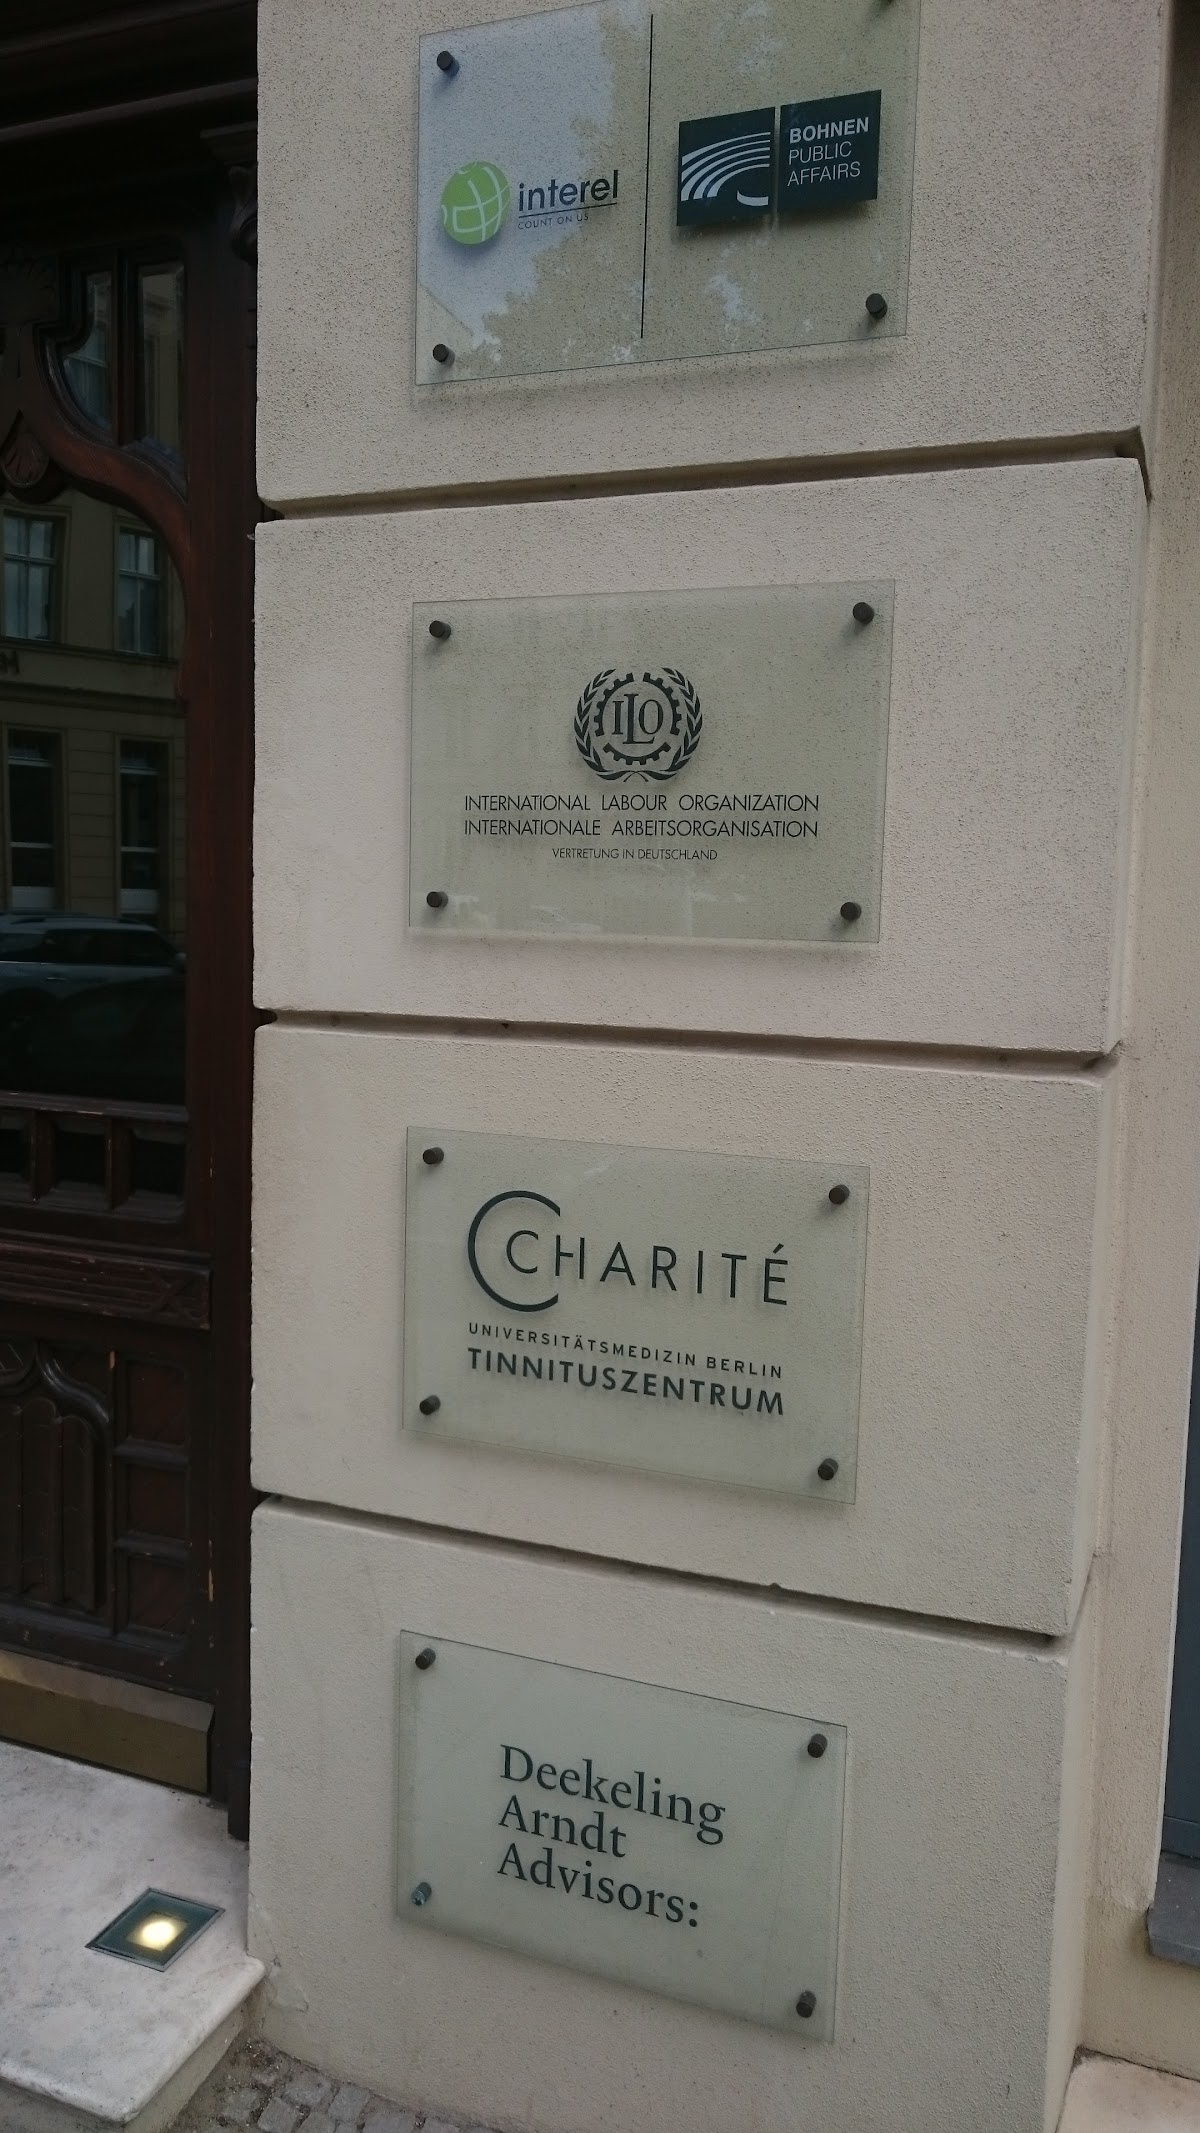 interel
COUNT ON US
BOHNEN
PUBLIC
AFFAIRS
ILO
INTERNATIONAL LABOUR ORGANIZATION
INTERNATIONALE ARBEITSORGANISATION
VERTRETUNG IN DEUTSCHLAND
CHARITÉ
UNIVERSITÄTSMEDIZIN BERLIN
TINNITUSZENTRUM
Deekeling
Arndt
Advisors: